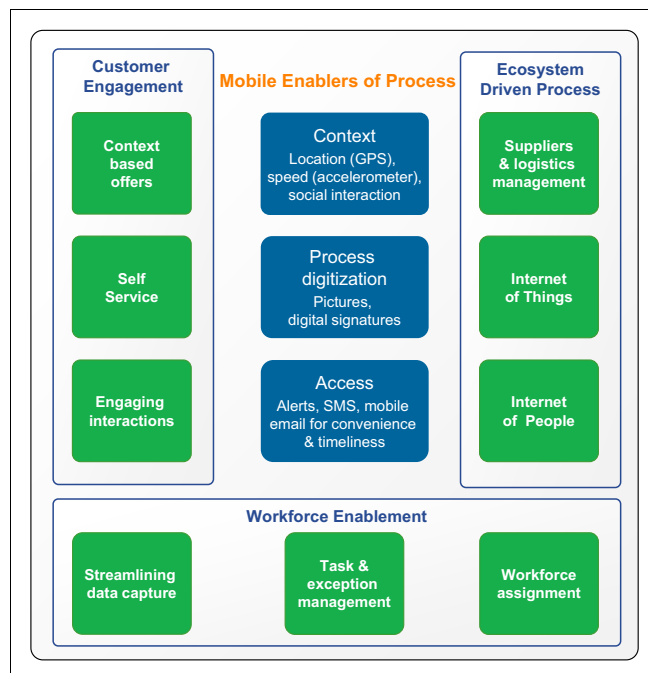 Customer
Engagement
Mobile Enablers of Process
Ecosystem
Driven Process
Context
based
offers
Context
Location (GPS),
speed (accelerometer),
social interaction
Suppliers
& logistics
management
Self
Service
Process
digitization
Pictures,
digital signatures
Internet
of Things
Engaging
interactions
Access
Alerts, SMS, mobile
email for convenience
& timeliness
Internet
of People
Workforce Enablement
Streamlining
data capture
Task &
exception
management
Workforce
assignment